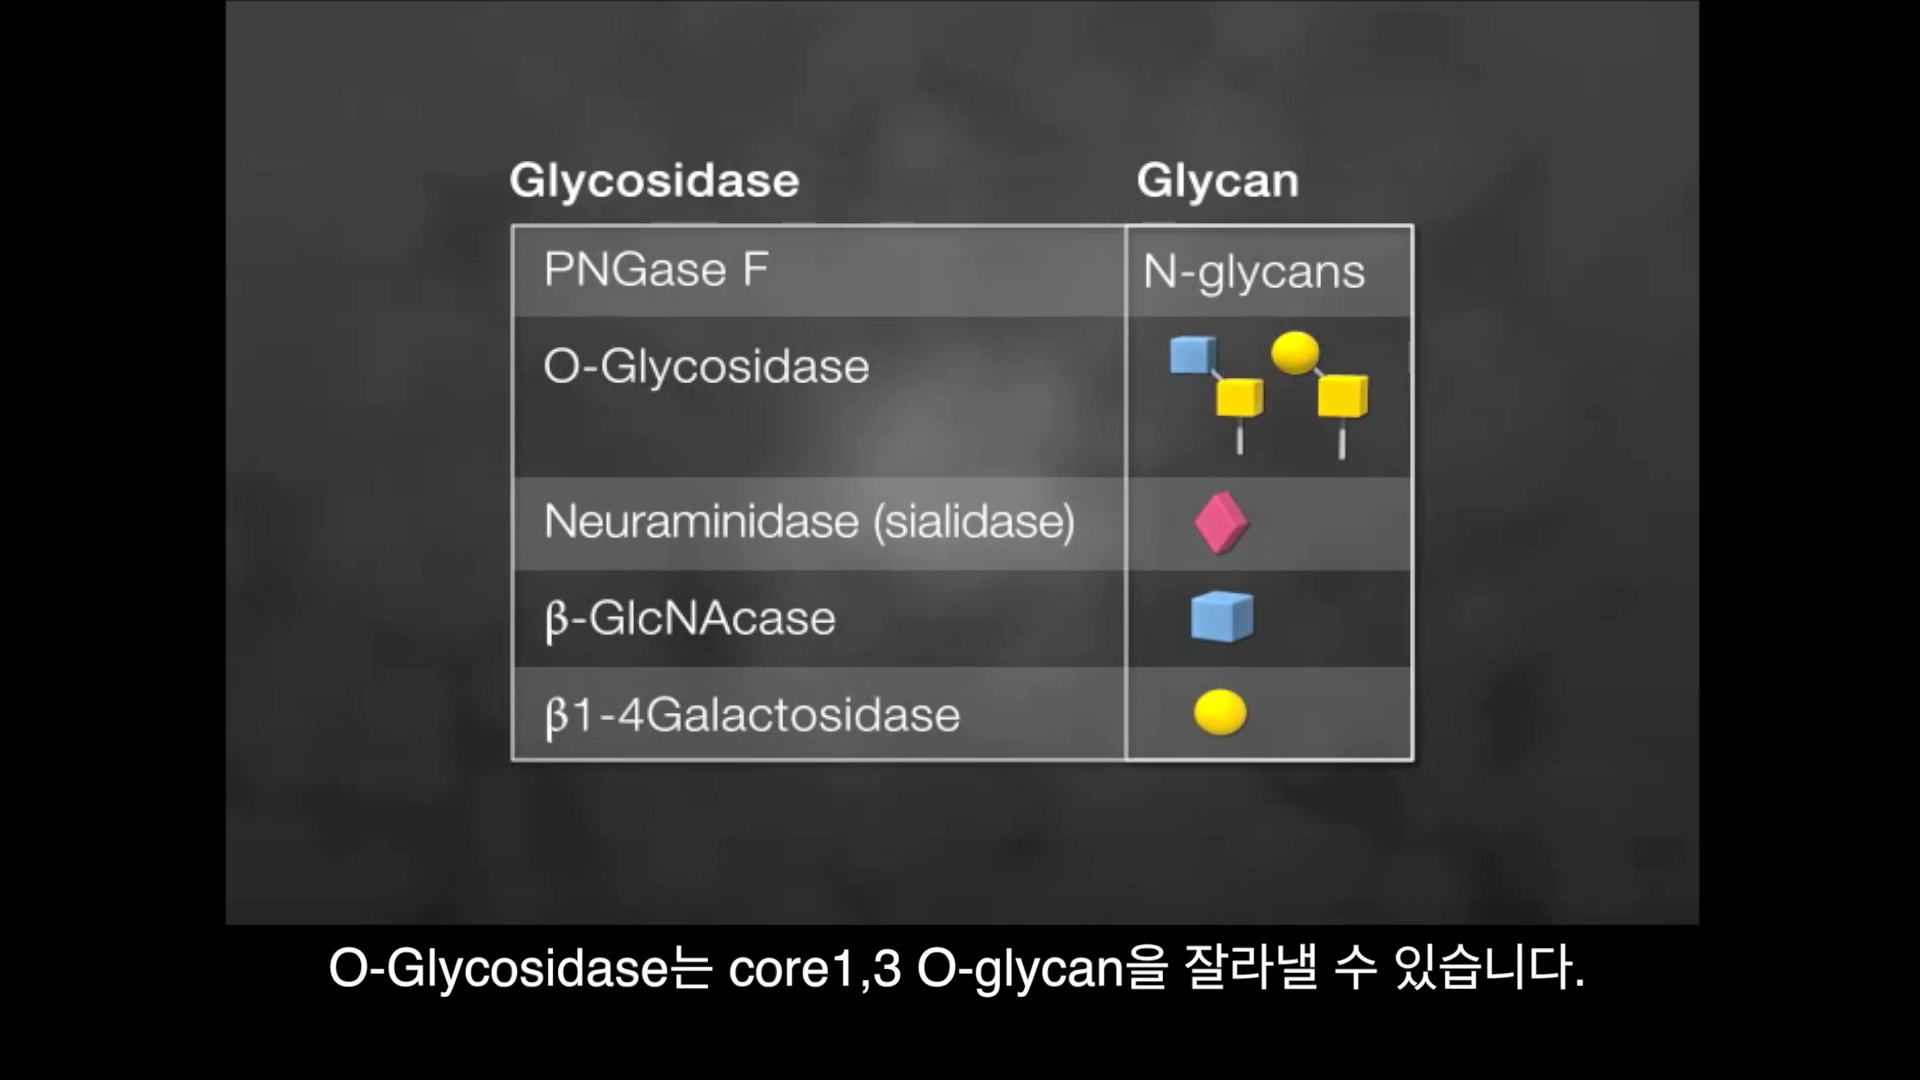 Glycosidase Glycan
PNGase F N-glycans
O-Glycosidase
Neuraminidase (sialidase)
β-GlcNAcase
β1-4Galactosidase
O-Glycosidase는 core1,3 O-glycan을 잘라낼 수 있습니다.